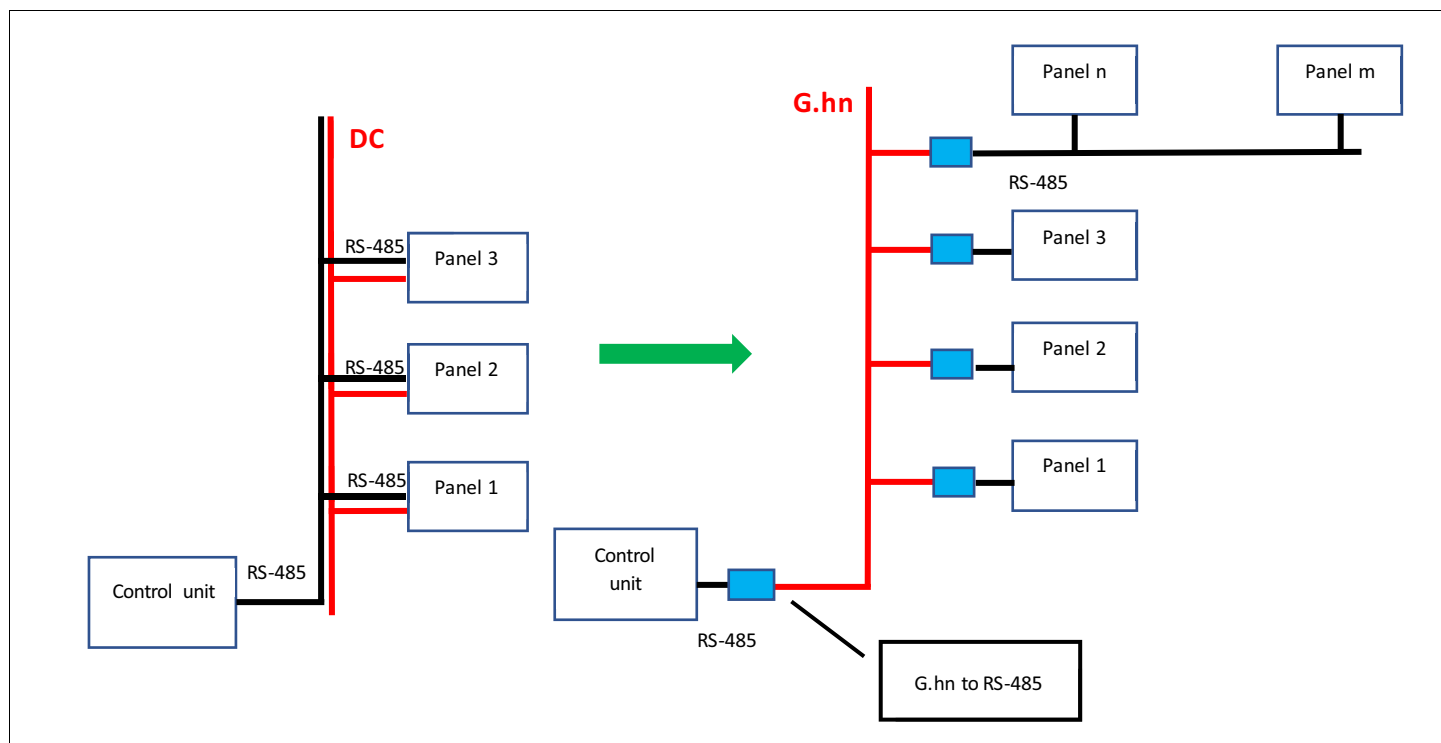 DC
RS-485
Panel 3
RS-485
Panel 2
RS-485
Panel 1
RS-485
Control unit
G.hn
Panel n
Panel m
RS-485
Panel 3
Panel 2
Panel 1
Control
unit
RS-485
G.hn to RS-485